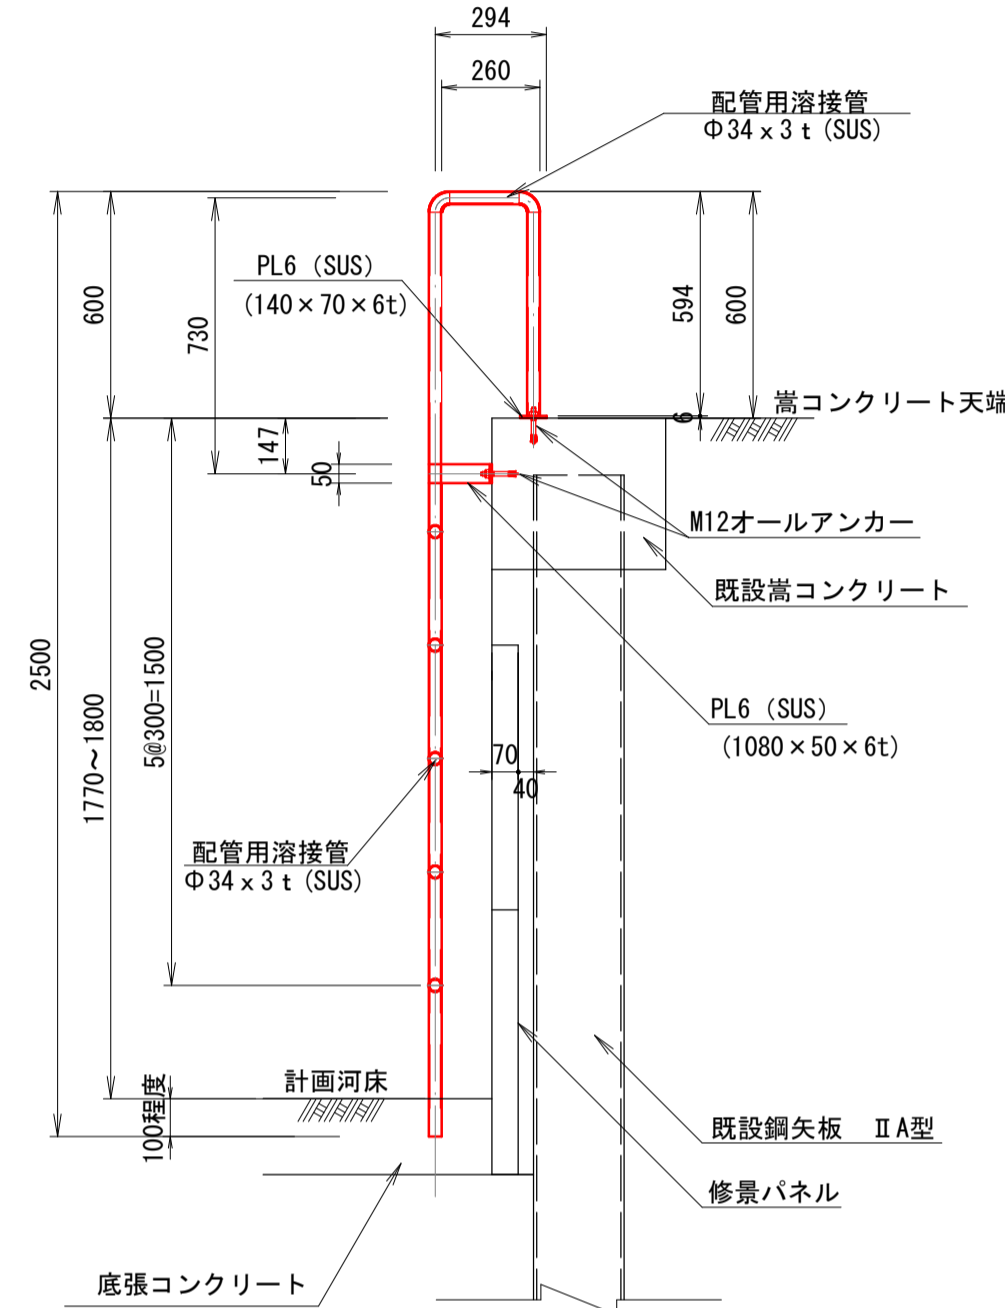 294
260
配管用溶接管
Φ34 x 3 t (SUS)
PL6 (SUS)
(140×70×6t)
600
730
594
600
嵩コンクリート天端
6
147
50
M12オールアンカー
既設嵩コンクリート
2500
1770~1800
5@300=1500
PL6 (SUS)
(1080×50×6t)
70
40
配管用溶接管
Φ34 x 3 t (SUS)
計画河床
100程度
既設鋼矢板 ⅡA型
修景パネル
底張コンクリート